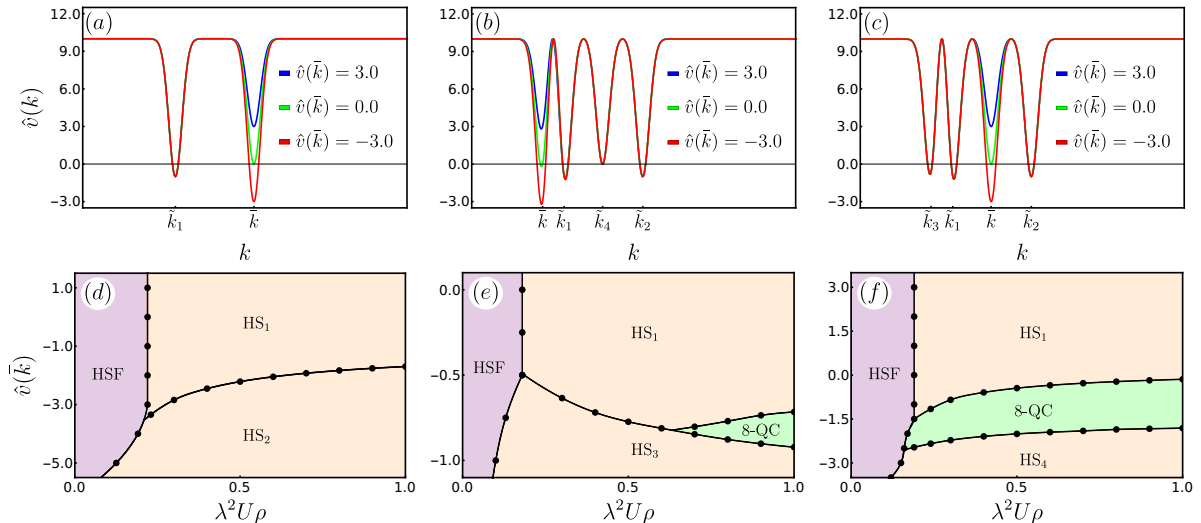 (a)
12.0
9.0
6.0
3.0
0.0
−3.0
v̂(k)
v̂(k̄) = 3.0
v̂(k̄) = 0.0
v̂(k̄) = −3.0
k̃₁
k̄
k
(b)
12.0
9.0
6.0
3.0
0.0
−3.0
v̂(k̄) = 3.0
v̂(k̄) = 0.0
v̂(k̄) = −3.0
k̄
k̃₁
k̃₄
k̃₂
k
(c)
12.0
9.0
6.0
3.0
0.0
−3.0
v̂(k̄) = 3.0
v̂(k̄) = 0.0
v̂(k̄) = −3.0
k̃₃
k̃₁
k̄
k̃₂
k
(d)
1.0
−1.0
−3.0
−5.0
v̂(k̄)
HSF
HS₁
HS₂
0.0
0.5
1.0
λ²Uρ
(e)
0.0
−0.5
−1.0
HSF
HS₁
8-QC
HS₃
0.0
0.5
1.0
λ²Uρ
(f)
3.0
1.5
0.0
−1.5
−3.0
HSF
HS₁
8-QC
HS₄
0.0
0.5
1.0
λ²Uρ